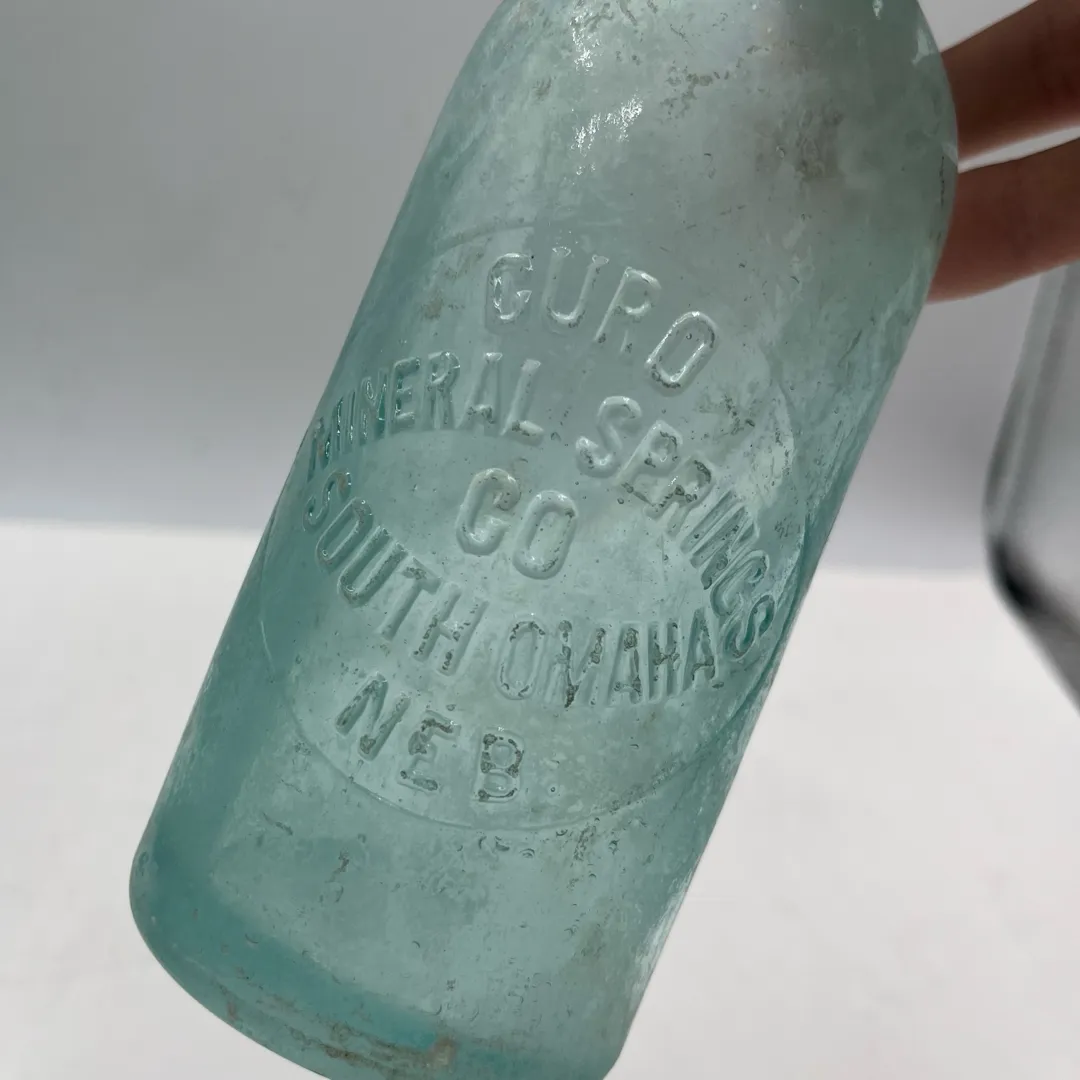 CURO
MINERAL SPRINGS
CO
SOUTH OMAHA
NEB.